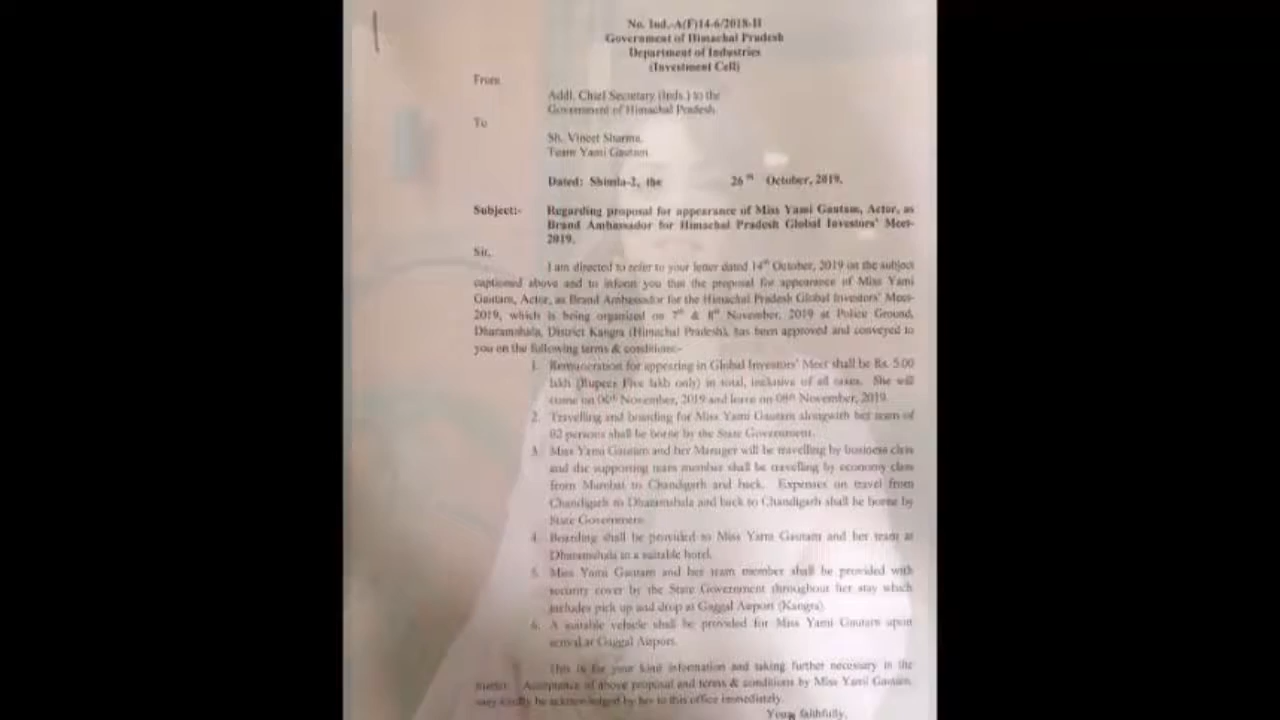 No. Ind.-A(F)14-6/2018-II
Government of Himachal Pradesh
Department of Industries
(Investment Cell)
From
Addl. Chief Secretary (Inds.) to the
Government of Himachal Pradesh
To
Sh. Vineet Sharma,
Team Yami Gautam
Dated: Shimla-2, the 26th October, 2019.
Subject:- Regarding proposal for appearance of Miss Yami Gautam, Actor, as
Brand Ambassador for Himachal Pradesh Global Investors' Meet-
2019.
Sir,
I am directed to refer to your letter dated 14th October, 2019 on the subject
captioned above and to inform you that the proposal for appearance of Miss Yami
Gautam, Actor, as Brand Ambassador for the Himachal Pradesh Global Investors' Meet-
2019, which is being organized on 7th & 8th November, 2019 at Police Ground,
Dharamshala, District Kangra (Himachal Pradesh), has been approved and conveyed to
you on the following terms & conditions:-
1. Remuneration for appearing in Global Investors' Meet shall be Rs. 5.00
lakh (Rupees Five lakh only) in total, inclusive of all taxes. She will
come on 06th November, 2019 and leave on 08th November, 2019.
2. Travelling and boarding for Miss Yami Gautam alongwith her team of
02 persons shall be borne by the State Government.
3. Miss Yami Gautam and her Manager will be travelling by business class
and the supporting team member shall be travelling by economy class
from Mumbai to Chandigarh and back. Expenses on travel from
Chandigarh to Dharamshala and back to Chandigarh shall be borne by
State Government.
4. Boarding shall be provided to Miss Yami Gautam and her team at
Dharamshala in a suitable hotel.
5. Miss Yami Gautam and her team member shall be provided with
security cover by the State Government throughout her stay which
includes pick up and drop at Gaggal Airport (Kangra).
6. A suitable vehicle shall be provided for Miss Yami Gautam upon
arrival at Gaggal Airport.
This is for your kind information and taking further necessary in the
matter. Acceptance of above proposal and terms & conditions by Miss Yami Gautam,
may kindly be acknowledged by her to this office immediately.
Yours faithfully,